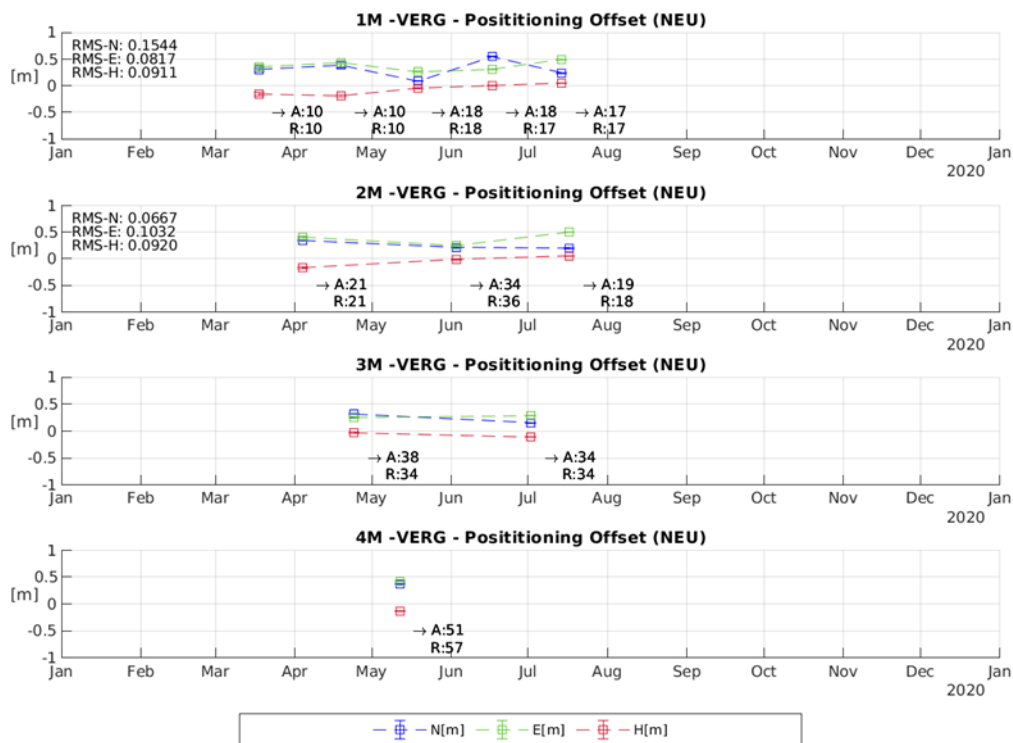 1M -VERG - Posititioning Offset (NEU)
1
0.5
0
-0.5
-1
[m]
RMS-N: 0.1544
RMS-E: 0.0817
RMS-H: 0.0911
→ A:10 → A:10 → A:18 → A:18 → A:17
R:10 R:10 R:18 R:17 R:17
Jan Feb Mar Apr May Jun Jul Aug Sep Oct Nov Dec Jan
2020
2M -VERG - Posititioning Offset (NEU)
1
0.5
0
-0.5
-1
[m]
RMS-N: 0.0667
RMS-E: 0.1032
RMS-H: 0.0920
→ A:21 → A:34 → A:19
R:21 R:36 R:18
Jan Feb Mar Apr May Jun Jul Aug Sep Oct Nov Dec Jan
2020
3M -VERG - Posititioning Offset (NEU)
1
0.5
0
-0.5
-1
[m]
→ A:38 → A:34
R:34 R:34
Jan Feb Mar Apr May Jun Jul Aug Sep Oct Nov Dec Jan
2020
4M -VERG - Posititioning Offset (NEU)
1
0.5
0
-0.5
-1
[m]
→ A:51
R:57
Jan Feb Mar Apr May Jun Jul Aug Sep Oct Nov Dec Jan
2020
N[m] E[m] H[m]